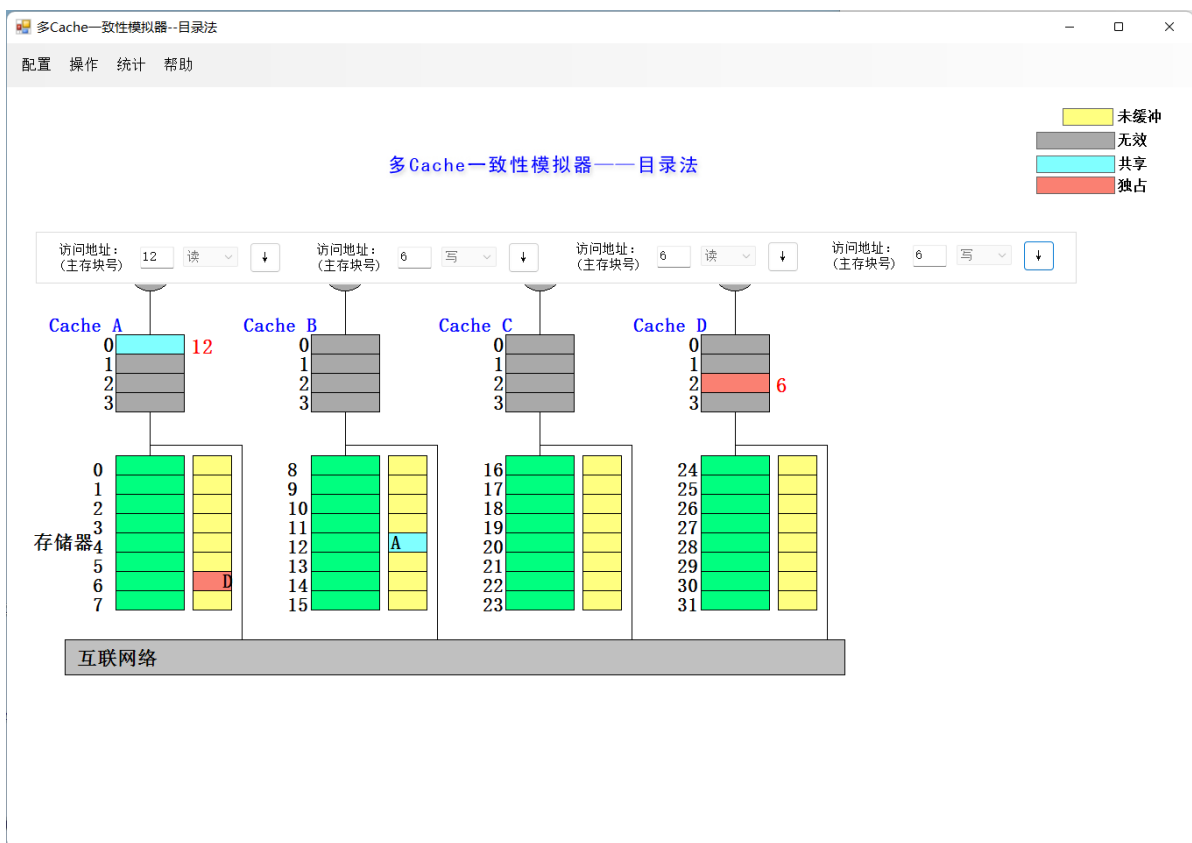 多Cache一致性模拟器--目录法
配置 操作 统计 帮助
未缓冲
无效
共享
独占
多Cache一致性模拟器——目录法
访问地址： 12 读 ↓ 访问地址： 6 写 ↓ 访问地址： 6 读 ↓ 访问地址： 6 写 ↓
(主存块号) (主存块号) (主存块号) (主存块号)
Cache A Cache B Cache C Cache D
0 12 0 0 0
1 1 1 1
2 2 2 2 6
3 3 3 3
0 8 16 24
1 9 17 25
2 10 18 26
3 11 19 27
存储器 4 12 A 20 28
5 13 21 29
6 D 14 22 30
7 15 23 31
互联网络